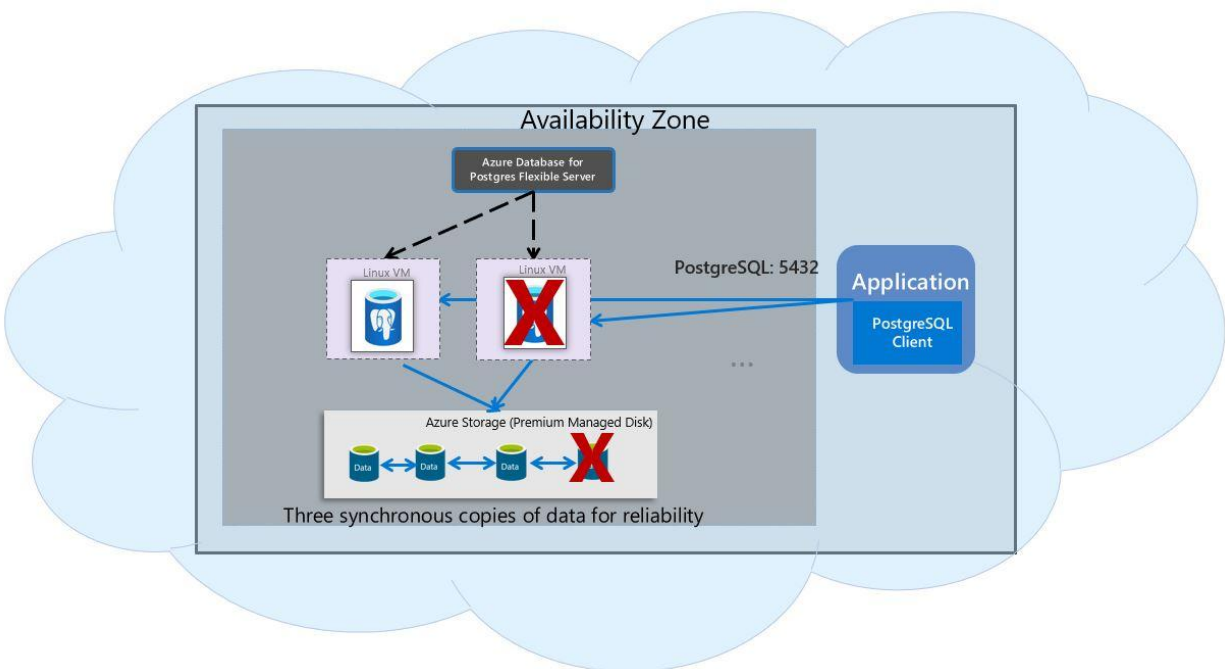 Availability Zone
Azure Database for
Postgres Flexible Server
Linux VM
Linux VM
PostgreSQL: 5432
Application
PostgreSQL
Client
...
Azure Storage (Premium Managed Disk)
Data
Data
Data
Three synchronous copies of data for reliability